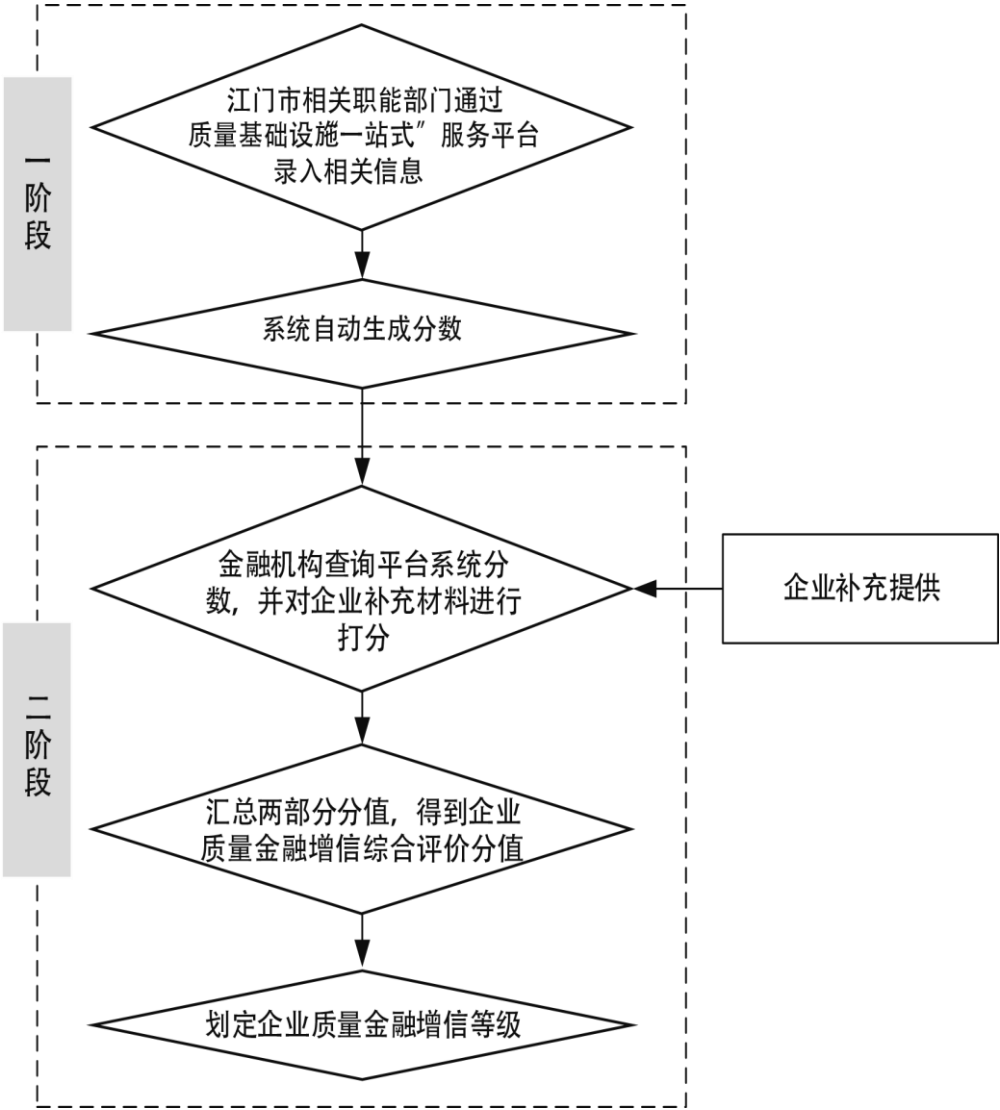 江门市相关职能部门通过
质量基础设施“一站式”服务平台
录入相关信息
一阶段
系统自动生成分数
金融机构查询平台系统分
数，并对企业补充材料进行
打分
企业补充提供
二阶段
汇总两部分分值，得到企业
质量金融增信综合评价分值
划定企业质量金融增信等级